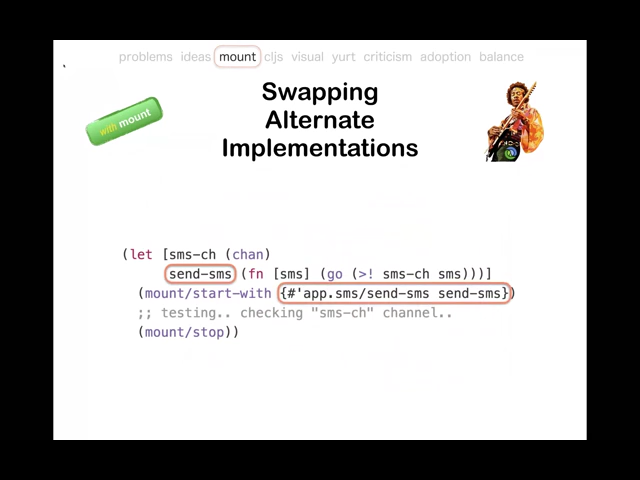 problems ideas mount cljs visual yurt criticism adoption balance
Swapping
Alternate
Implementations
with mount
(let [sms-ch (chan)
send-sms (fn [sms] (go (>! sms-ch sms)))]
(mount/start-with {#'app.sms/send-sms send-sms})
;; testing.. checking "sms-ch" channel..
(mount/stop))